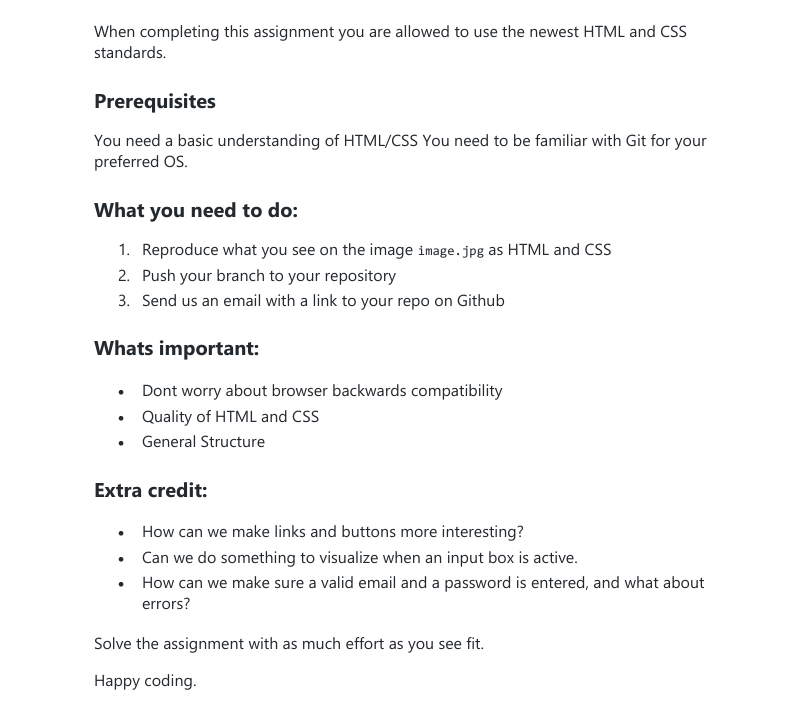 When completing this assignment you are allowed to use the newest HTML and CSS
standards.
Prerequisites
You need a basic understanding of HTML/CSS You need to be familiar with Git for your
preferred OS.
What you need to do:
1. Reproduce what you see on the image image.jpg as HTML and CSS
2. Push your branch to your repository
3. Send us an email with a link to your repo on Github
Whats important:
• Dont worry about browser backwards compatibility
• Quality of HTML and CSS
• General Structure
Extra credit:
• How can we make links and buttons more interesting?
• Can we do something to visualize when an input box is active.
• How can we make sure a valid email and a password is entered, and what about
errors?
Solve the assignment with as much effort as you see fit.
Happy coding.